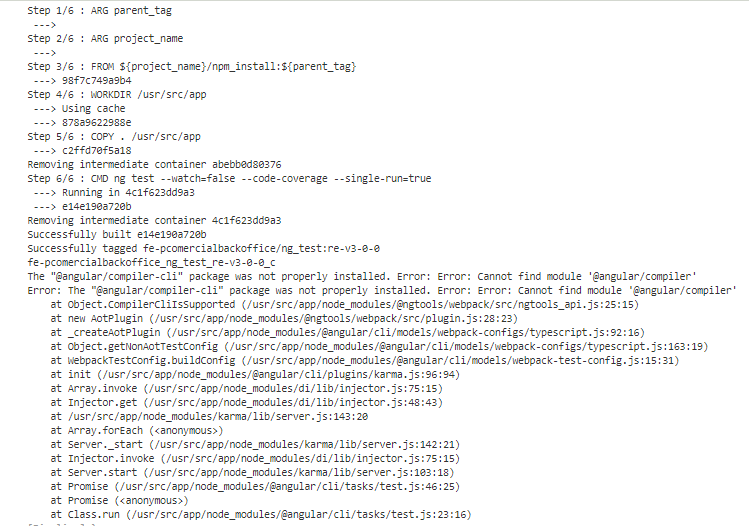 Step 1/6 : ARG parent_tag
--->
Step 2/6 : ARG project_name
--->
Step 3/6 : FROM ${project_name}/npm_install:${parent_tag}
---> 98f7c749a9b4
Step 4/6 : WORKDIR /usr/src/app
---> Using cache
---> 878a9622988e
Step 5/6 : COPY . /usr/src/app
---> c2ffd70f5a18
Removing intermediate container abebb0d80376
Step 6/6 : CMD ng test --watch=false --code-coverage --single-run=true
---> Running in 4c1f623dd9a3
---> e14e190a720b
Removing intermediate container 4c1f623dd9a3
Successfully built e14e190a720b
Successfully tagged fe-pcomercialbackoffice/ng_test:re-v3-0-0
fe-pcomercialbackoffice_ng_test_re-v3-0-0_c
The "@angular/compiler-cli" package was not properly installed. Error: Error: Cannot find module '@angular/compiler'
Error: The "@angular/compiler-cli" package was not properly installed. Error: Error: Cannot find module '@angular/compiler'
at Object.CompilerCliIsSupported (/usr/src/app/node_modules/@ngtools/webpack/src/ngtools_api.js:25:15)
at new AotPlugin (/usr/src/app/node_modules/@ngtools/webpack/src/plugin.js:28:23)
at _createAotPlugin (/usr/src/app/node_modules/@angular/cli/models/webpack-configs/typescript.js:92:16)
at Object.getNonAotTestConfig (/usr/src/app/node_modules/@angular/cli/models/webpack-configs/typescript.js:163:19)
at WebpackTestConfig.buildConfig (/usr/src/app/node_modules/@angular/cli/models/webpack-test-config.js:15:31)
at init (/usr/src/app/node_modules/@angular/cli/plugins/karma.js:96:94)
at Array.invoke (/usr/src/app/node_modules/di/lib/injector.js:75:15)
at Injector.get (/usr/src/app/node_modules/di/lib/injector.js:48:43)
at /usr/src/app/node_modules/karma/lib/server.js:143:20
at Array.forEach (<anonymous>)
at Server._start (/usr/src/app/node_modules/karma/lib/server.js:142:21)
at Injector.invoke (/usr/src/app/node_modules/di/lib/injector.js:75:15)
at Server.start (/usr/src/app/node_modules/karma/lib/server.js:103:18)
at Promise (/usr/src/app/node_modules/@angular/cli/tasks/test.js:46:25)
at Promise (<anonymous>)
at Class.run (/usr/src/app/node_modules/@angular/cli/tasks/test.js:23:16)